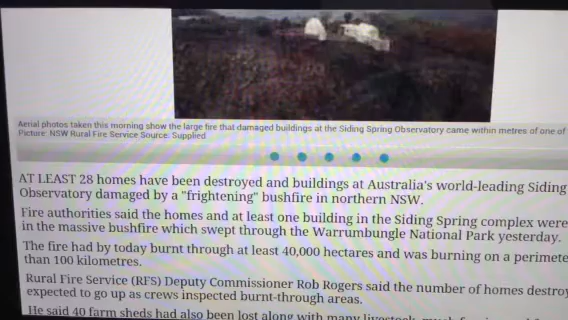 Aerial photos taken this morning show the large fire that damaged buildings at the Siding Spring Observatory came within metres of one of
Picture: NSW Rural Fire Service Source: Supplied
AT LEAST 28 homes have been destroyed and buildings at Australia's world-leading Siding
Observatory damaged by a "frightening" bushfire in northern NSW.
Fire authorities said the homes and at least one building in the Siding Spring complex were
in the massive bushfire which swept through the Warrumbungle National Park yesterday.
The fire had by today burnt through at least 40,000 hectares and was burning on a perimete
than 100 kilometres.
Rural Fire Service (RFS) Deputy Commissioner Rob Rogers said the number of homes destroy
expected to go up as crews inspected burnt-through areas.
He said 40 farm sheds had also been lost along with many livestock, much